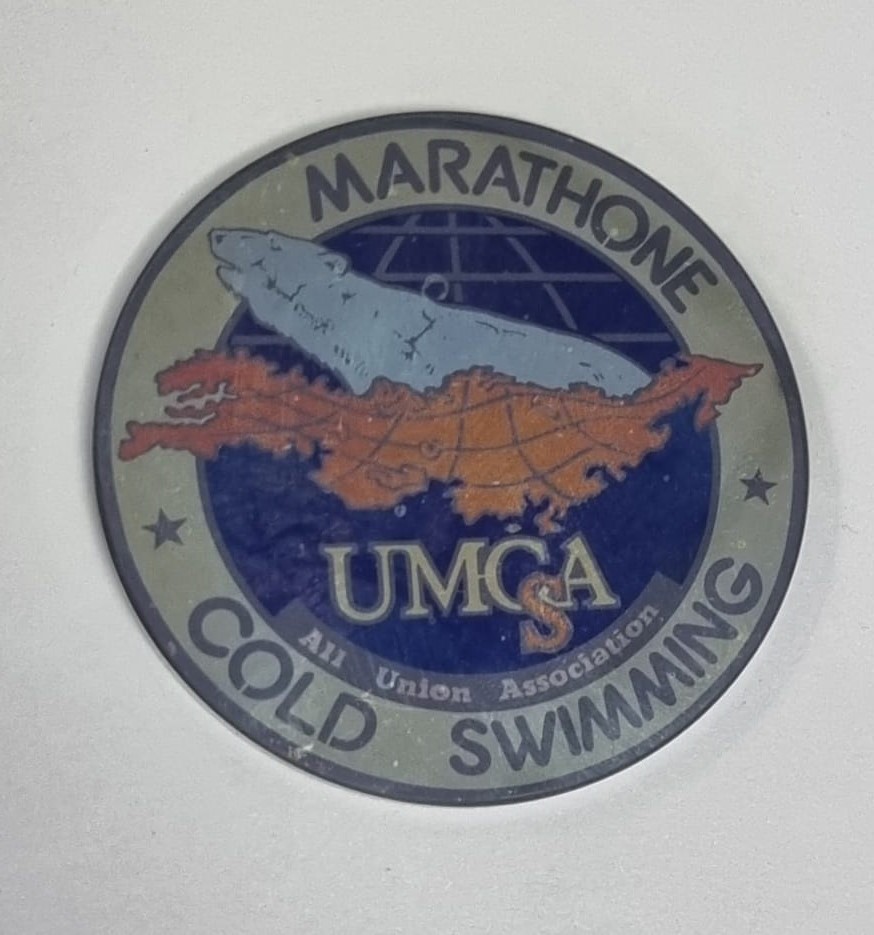 MARATHONE
UMCSA
All Union Association
COLD SWIMMING